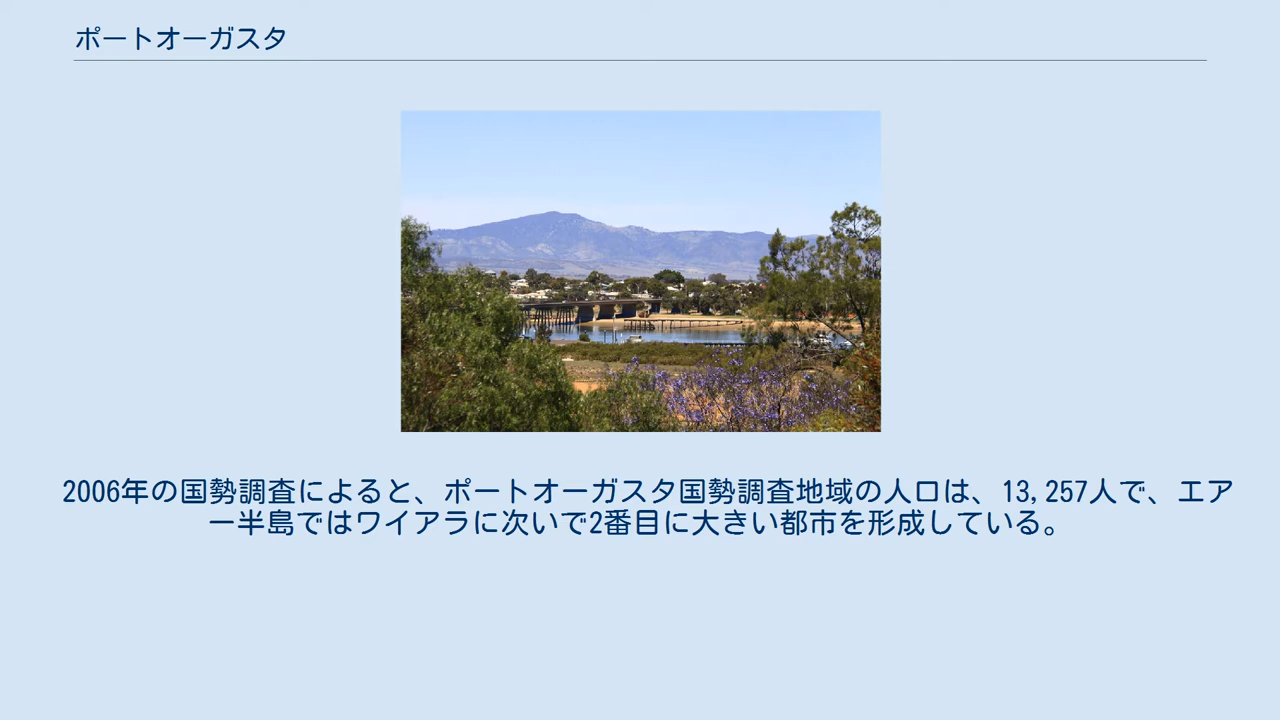 ポートオーガスタ
2006年の国勢調査によると、ポートオーガスタ国勢調査地域の人口は、13,257人で、エア
ー半島ではワイアラに次いで2番目に大きい都市を形成している。